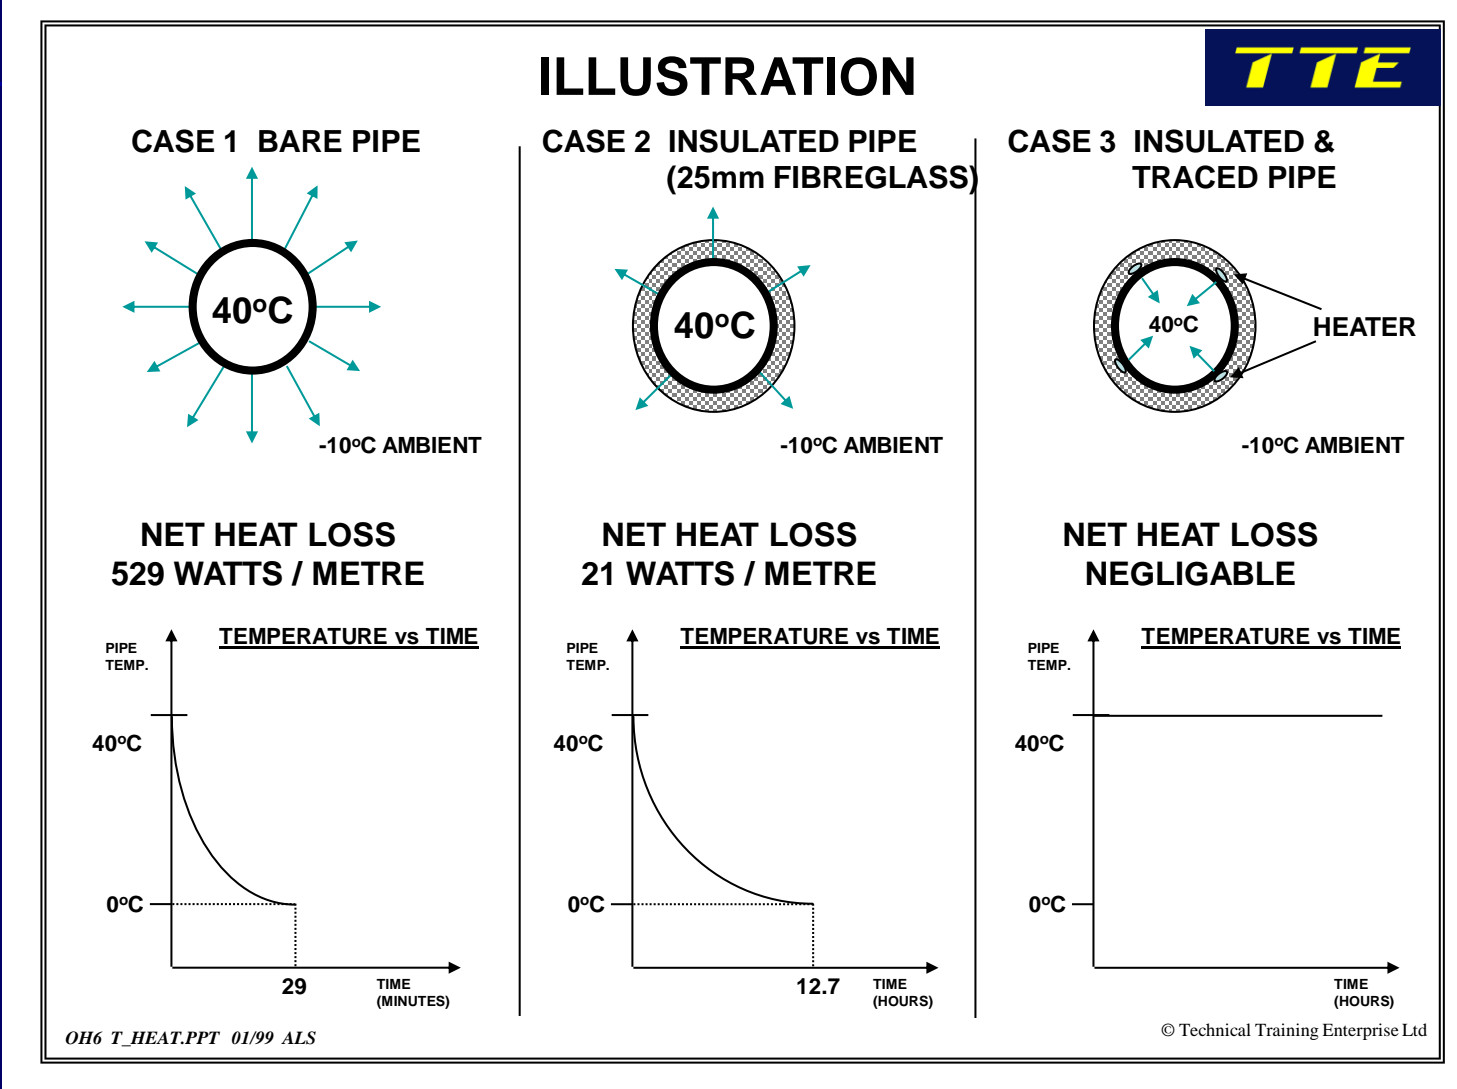 ILLUSTRATION
TTE
CASE 1 BARE PIPE
40°C
-10°C AMBIENT
NET HEAT LOSS
529 WATTS / METRE
TEMPERATURE vs TIME
PIPE
TEMP.
40°C
0°C
29
TIME
(MINUTES)
CASE 2 INSULATED PIPE
(25mm FIBREGLASS)
40°C
-10°C AMBIENT
NET HEAT LOSS
21 WATTS / METRE
TEMPERATURE vs TIME
PIPE
TEMP.
40°C
0°C
12.7
TIME
(HOURS)
CASE 3 INSULATED &
TRACED PIPE
40°C
HEATER
-10°C AMBIENT
NET HEAT LOSS
NEGLIGABLE
TEMPERATURE vs TIME
PIPE
TEMP.
40°C
0°C
TIME
(HOURS)
OH6 T_HEAT.PPT 01/99 ALS
© Technical Training Enterprise Ltd